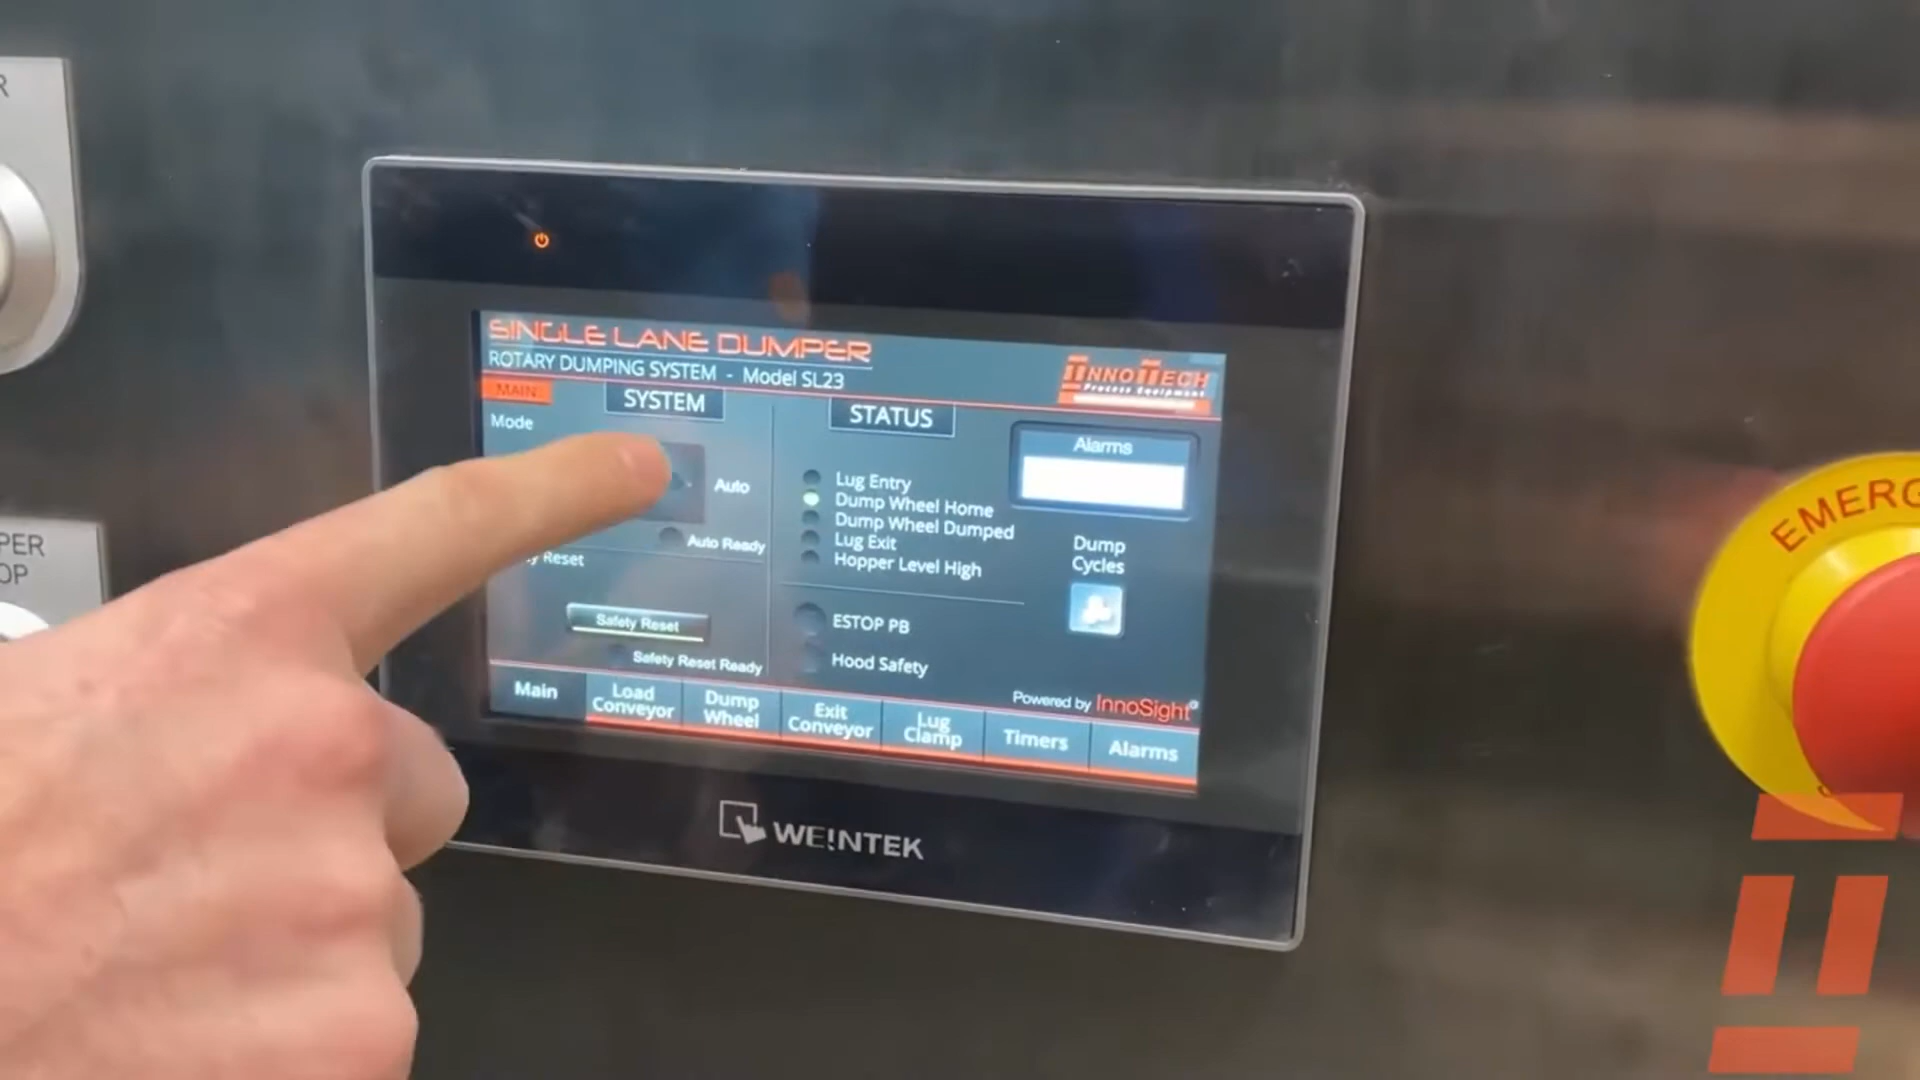 R
PER
OP
SINGLE LANE DUMPER
ROTARY DUMPING SYSTEM - Model SL23
INNOTECH
Process Equipment
MAIN
SYSTEM
STATUS
Mode
Auto
Auto Ready
y Reset
Safety Reset
Safety Reset Ready
Lug Entry
Dump Wheel Home
Dump Wheel Dumped
Lug Exit
Hopper Level High
ESTOP PB
Hood Safety
Alarms
Dump
Cycles
Powered by InnoSight
Main
Load
Conveyor
Dump
Wheel
Exit
Conveyor
Lug
Clamp
Timers
Alarms
WEINTEK
EMERG